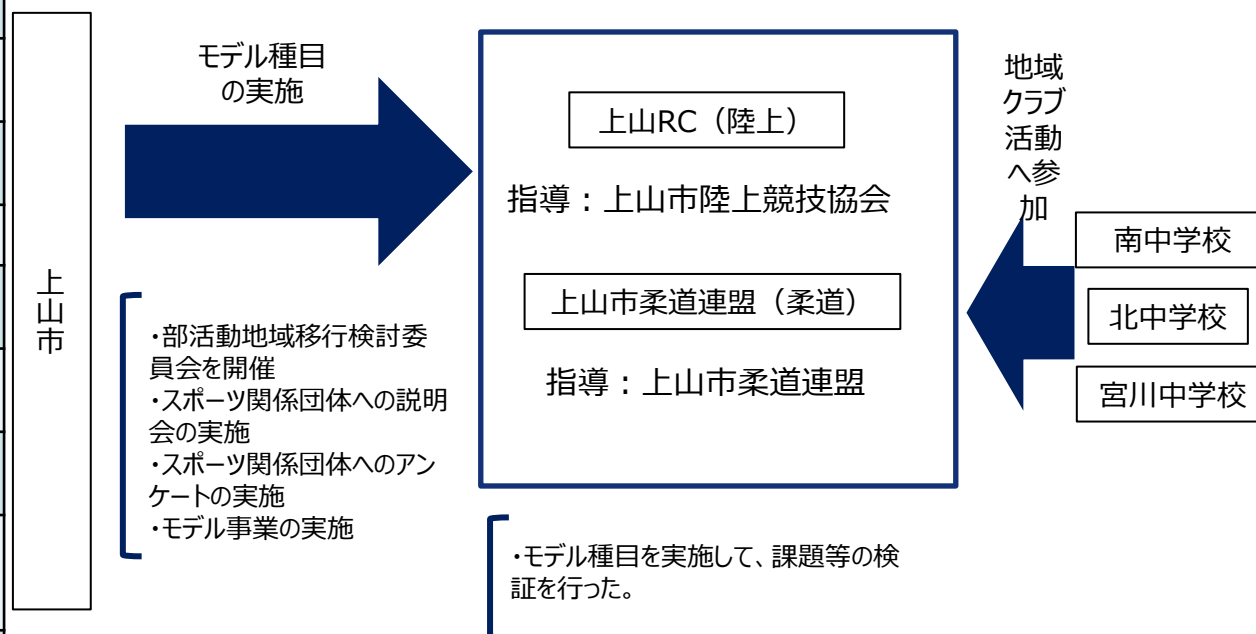 上山市
モデル種目
の実施
・部活動地域移行検討委
員会を開催
・スポーツ関係団体への説明
会の実施
・スポーツ関係団体へのアン
ケートの実施
・モデル事業の実施
上山RC（陸上）
指導：上山市陸上競技協会
上山市柔道連盟（柔道）
指導：上山市柔道連盟
・モデル種目を実施して、課題等の検
証を行った。
地域
クラブ
活動
へ参
加
南中学校
北中学校
宮川中学校